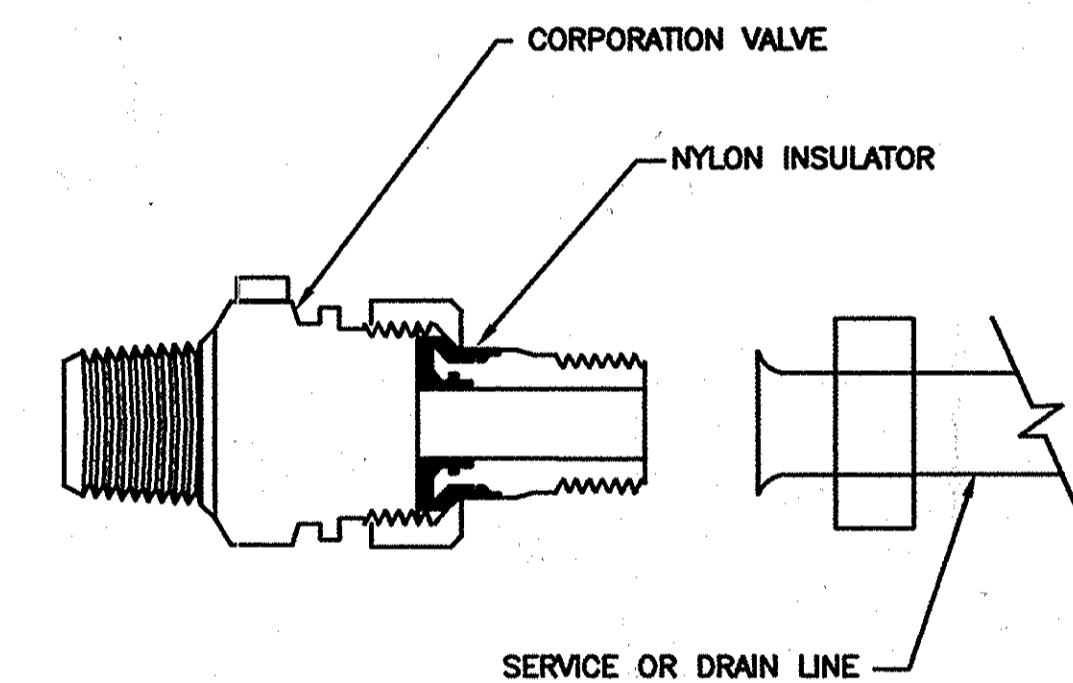 CORPORATION VALVE
NYLON INSULATOR
SERVICE OR DRAIN LINE